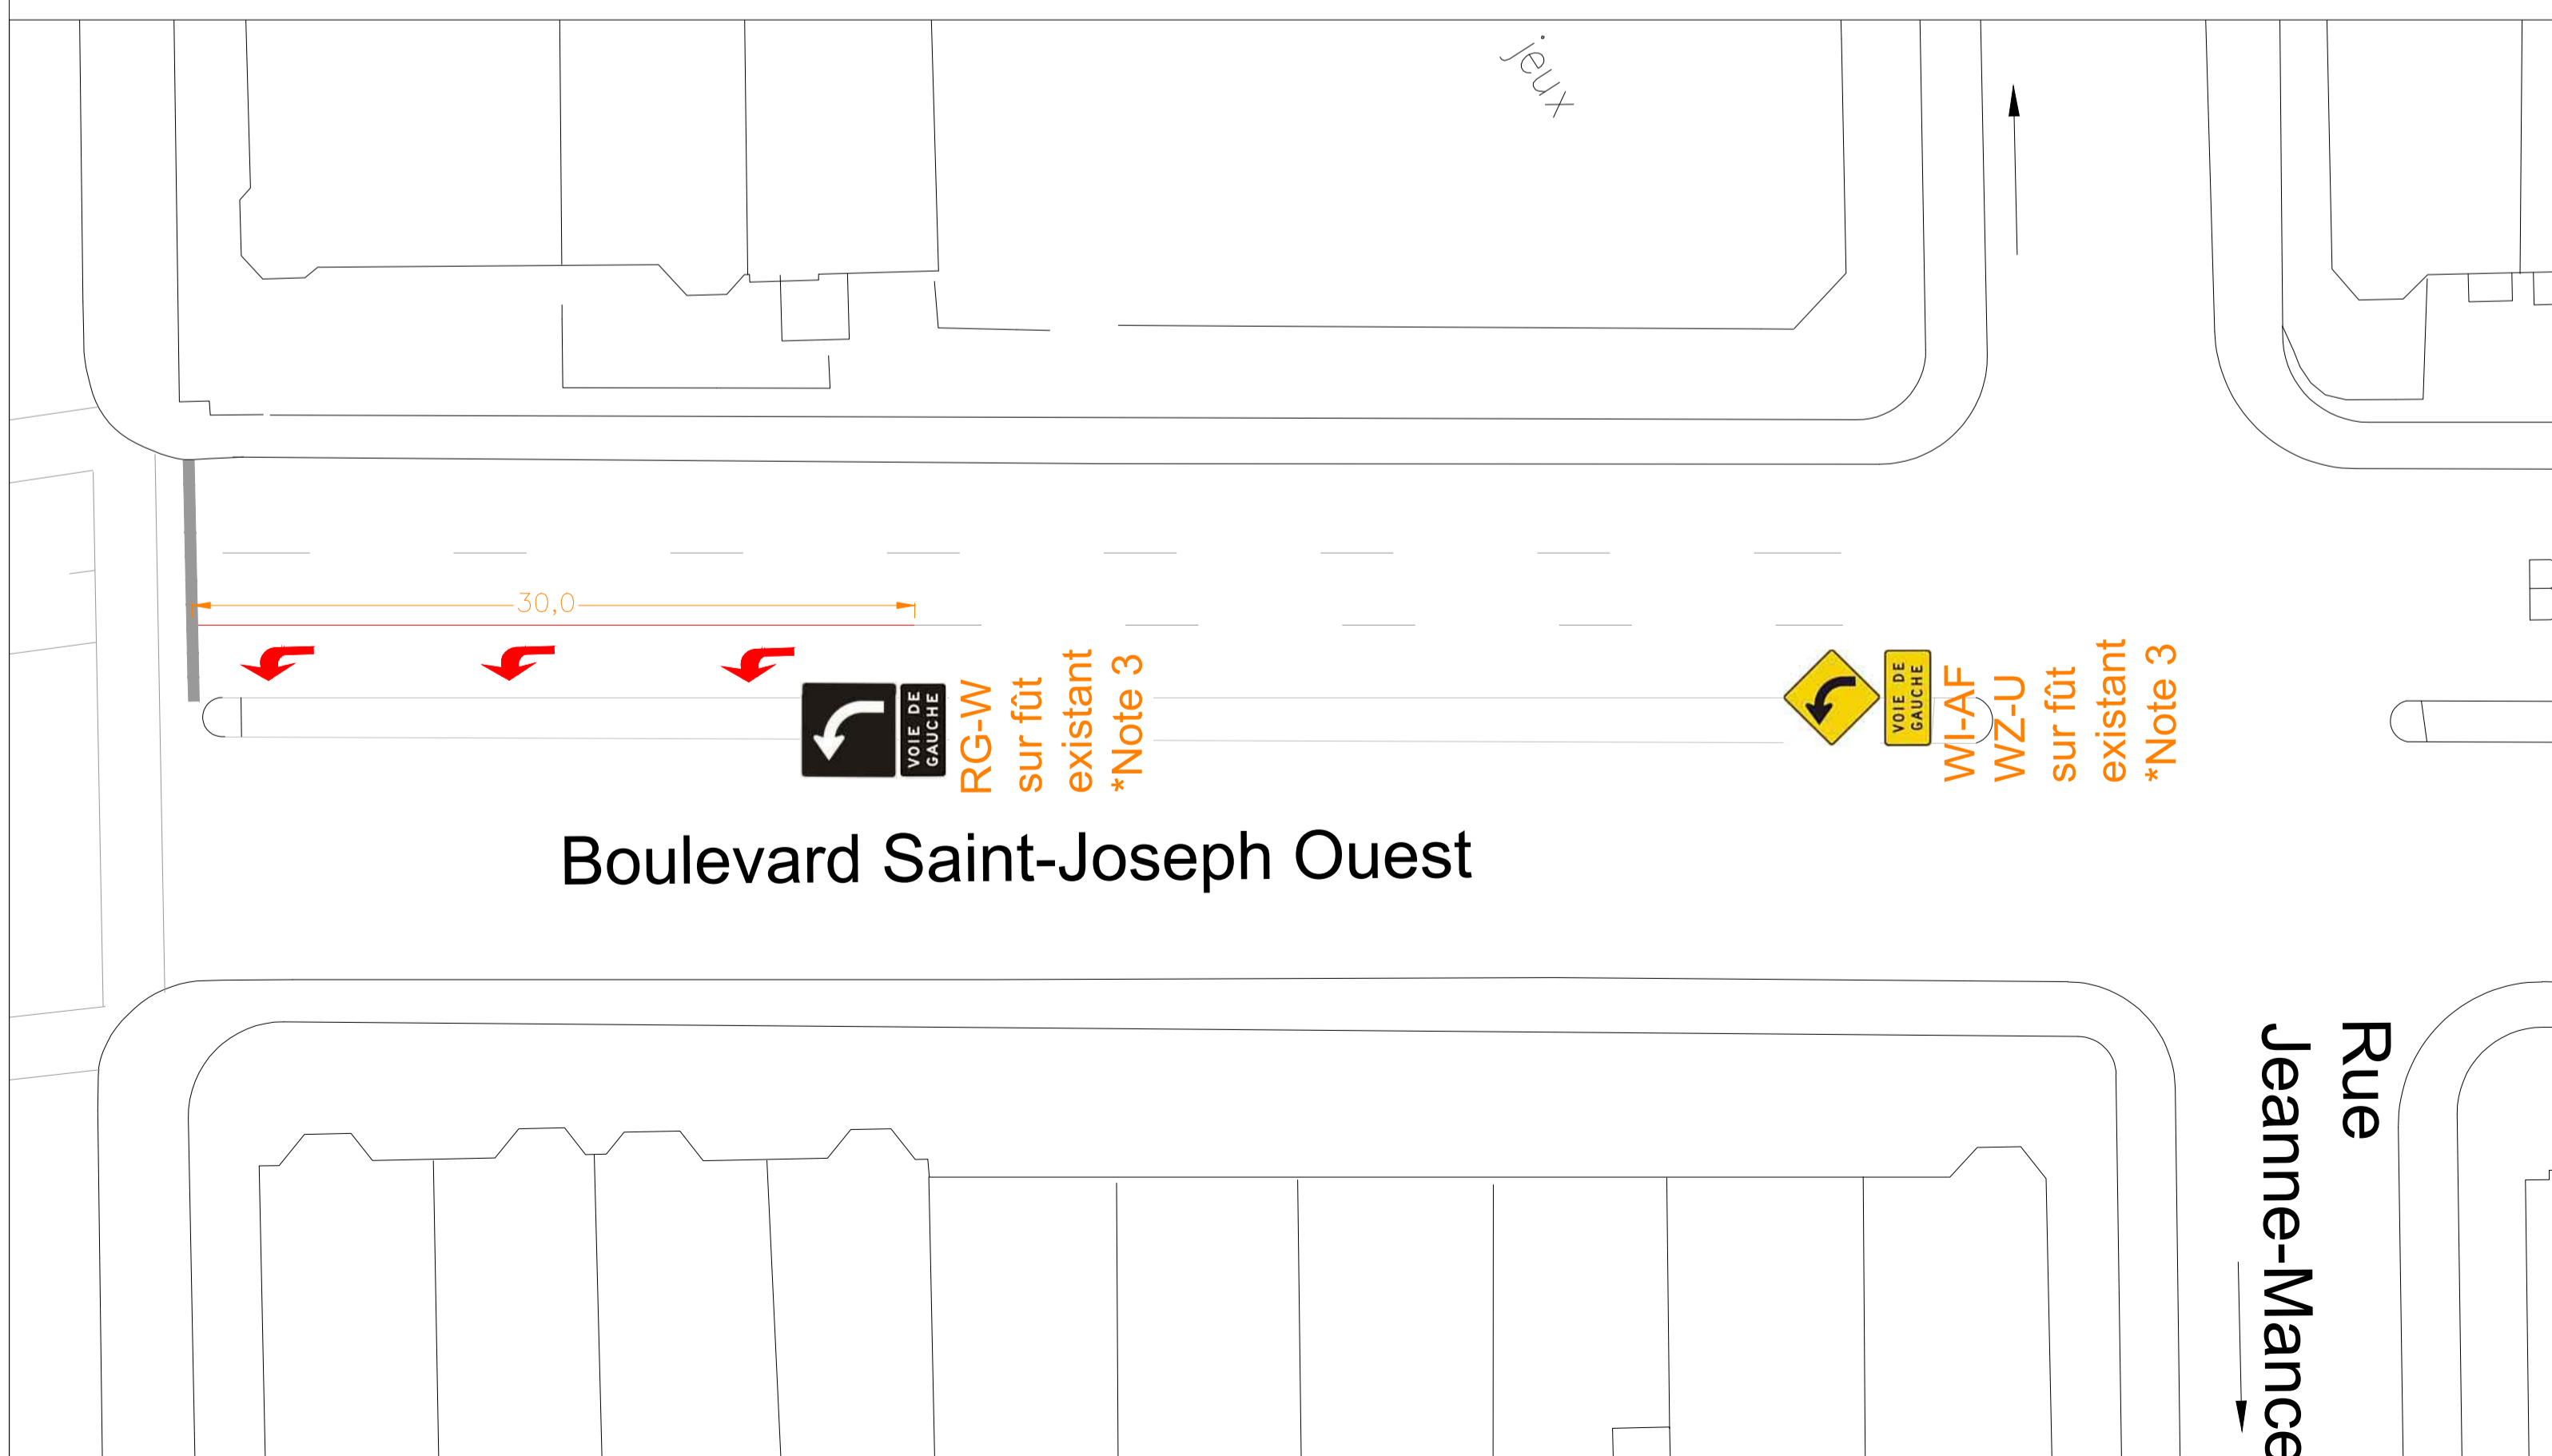 jeux
30,0
VOIE DE
GAUCHE
RG-W
sur fût
existant
*Note 3
VOIE DE
GAUCHE
WI-AF
WZ-U
sur fût
existant
*Note 3
Boulevard Saint-Joseph Ouest
Rue
Jeanne-Mance